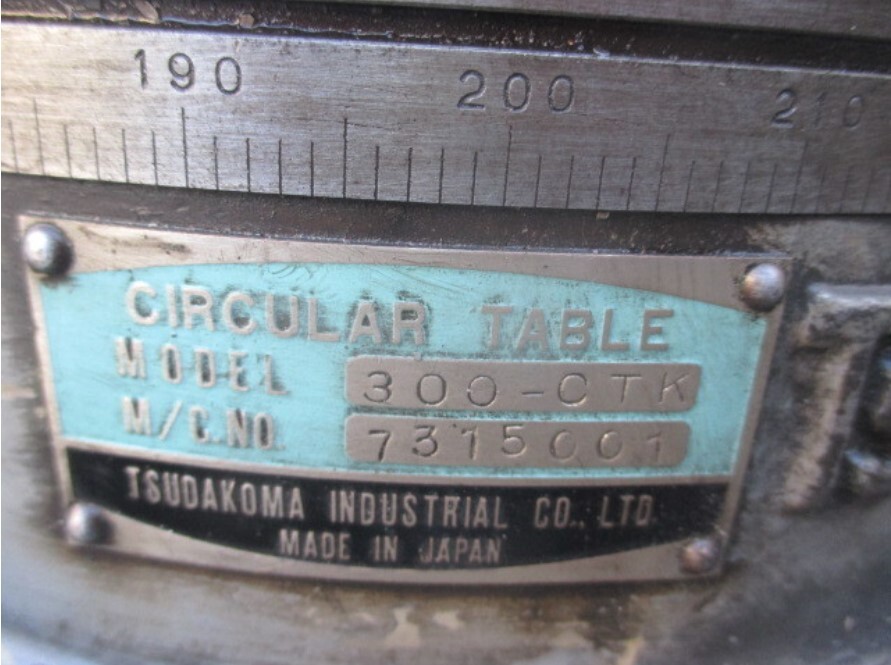 190 200 210
CIRCULAR TABLE
MODEL 300-CTK
M/C.NO. 7315001
TSUDAKOMA INDUSTRIAL CO., LTD.
MADE IN JAPAN